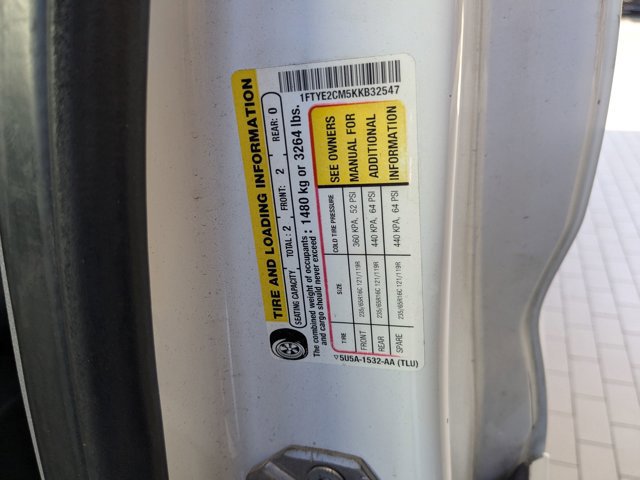 TIRE AND LOADING INFORMATION
SEATING CAPACITY TOTAL: 2 FRONT: 2 REAR: 0
The combined weight of occupants : 1480 kg or 3264 lbs.
and cargo should never exceed
TIRE SIZE COLD TIRE PRESSURE SEE OWNERS
FRONT 235/65R16C 121/119R 360 KPA, 52 PSI MANUAL FOR
REAR 235/65R16C 121/119R 440 KPA, 64 PSI ADDITIONAL
SPARE 235/65R16C 121/119R 440 KPA, 64 PSI INFORMATION
5U5A-1532-AA (TLU) 1FTYE2CM5KKB32547